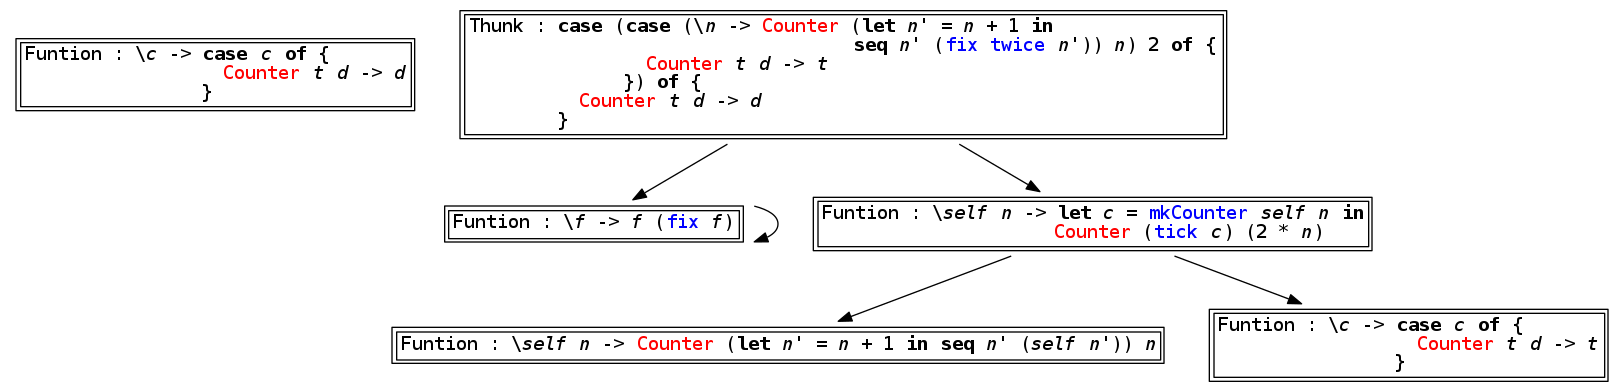 Funtion : \c -> case c of {
Counter t d -> d
}
Thunk : case (case (\n -> Counter (let n' = n + 1 in
seq n' (fix twice n')) n) 2 of {
Counter t d -> t
}) of {
Counter t d -> d
}
Funtion : \f -> f (fix f)
Funtion : \self n -> let c = mkCounter self n in
Counter (tick c) (2 * n)
Funtion : \self n -> Counter (let n' = n + 1 in seq n' (self n')) n
Funtion : \c -> case c of {
Counter t d -> t
}